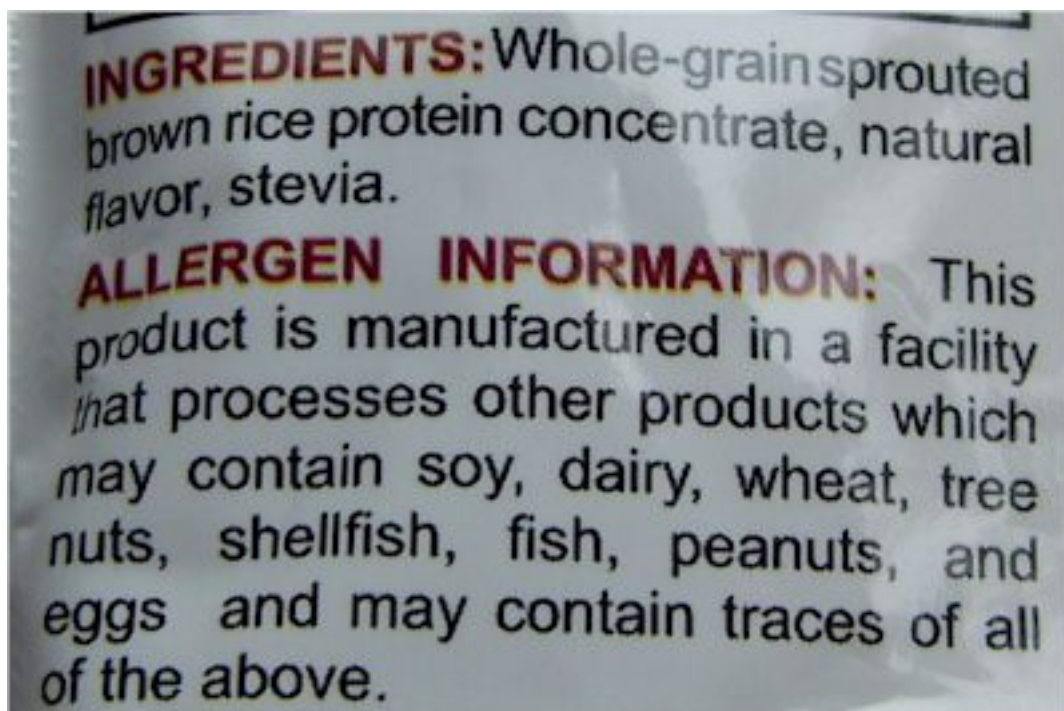 INGREDIENTS: Whole-grain sprouted
brown rice protein concentrate, natural
flavor, stevia.
ALLERGEN INFORMATION: This
product is manufactured in a facility
that processes other products which
may contain soy, dairy, wheat, tree
nuts, shellfish, fish, peanuts, and
eggs and may contain traces of all
of the above.